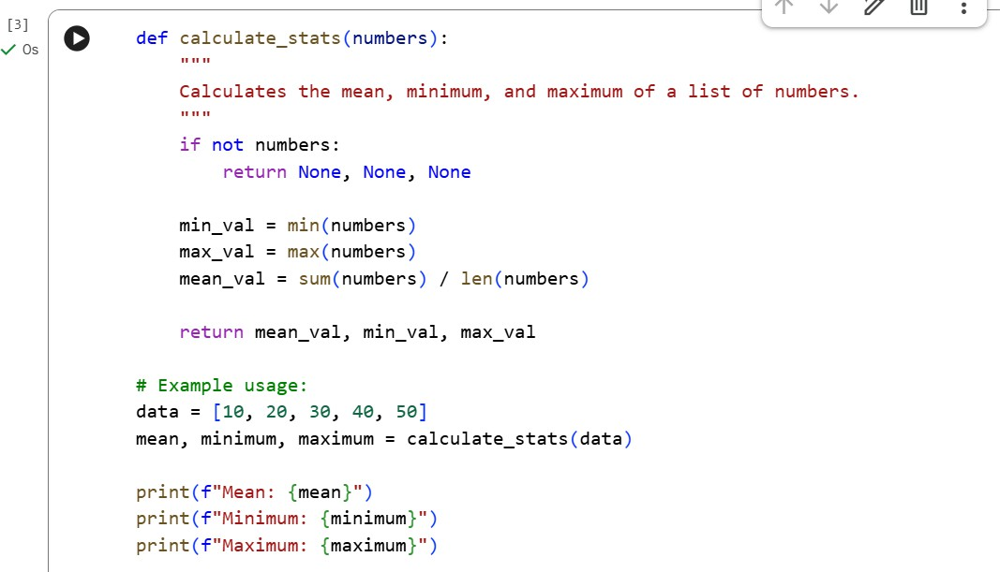 [3]
0s
def calculate_stats(numbers):
    """
    Calculates the mean, minimum, and maximum of a list of numbers.
    """
    if not numbers:
        return None, None, None

    min_val = min(numbers)
    max_val = max(numbers)
    mean_val = sum(numbers) / len(numbers)

    return mean_val, min_val, max_val

# Example usage:
data = [10, 20, 30, 40, 50]
mean, minimum, maximum = calculate_stats(data)

print(f"Mean: {mean}")
print(f"Minimum: {minimum}")
print(f"Maximum: {maximum}")